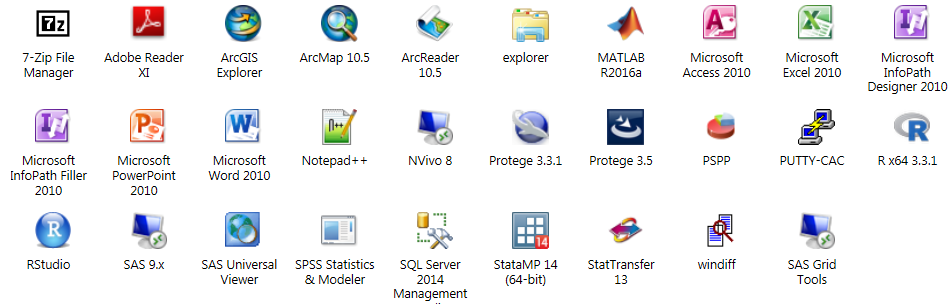 7z
7-Zip File
Manager
Adobe Reader
XI
ArcGIS
Explorer
ArcMap 10.5
ArcReader
10.5
explorer
MATLAB
R2016a
Microsoft
Access 2010
Microsoft
Excel 2010
Microsoft
InfoPath
Designer 2010
Microsoft
InfoPath Filler
2010
Microsoft
PowerPoint
2010
Microsoft
Word 2010
Notepad++
NVivo 8
Protege 3.3.1
Protege 3.5
PSPP
PUTTY-CAC
R x64 3.3.1
RStudio
SAS 9.x
SAS Universal
Viewer
SPSS Statistics
& Modeler
SQL Server
2014
Management
StataMP 14
(64-bit)
StatTransfer
13
windiff
SAS Grid
Tools